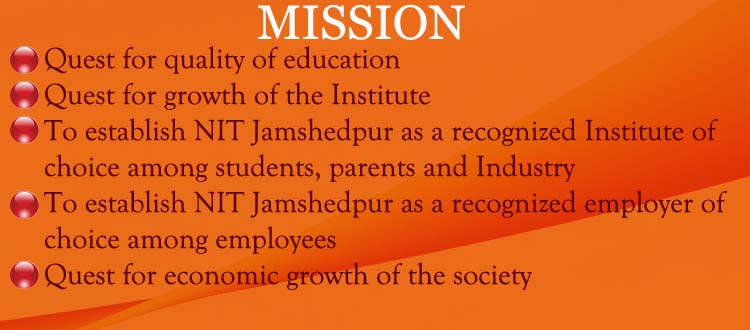 MISSION
Quest for quality of education
Quest for growth of the Institute
To establish NIT Jamshedpur as a recognized Institute of
choice among students, parents and Industry
To establish NIT Jamshedpur as a recognized employer of
choice among employees
Quest for economic growth of the society